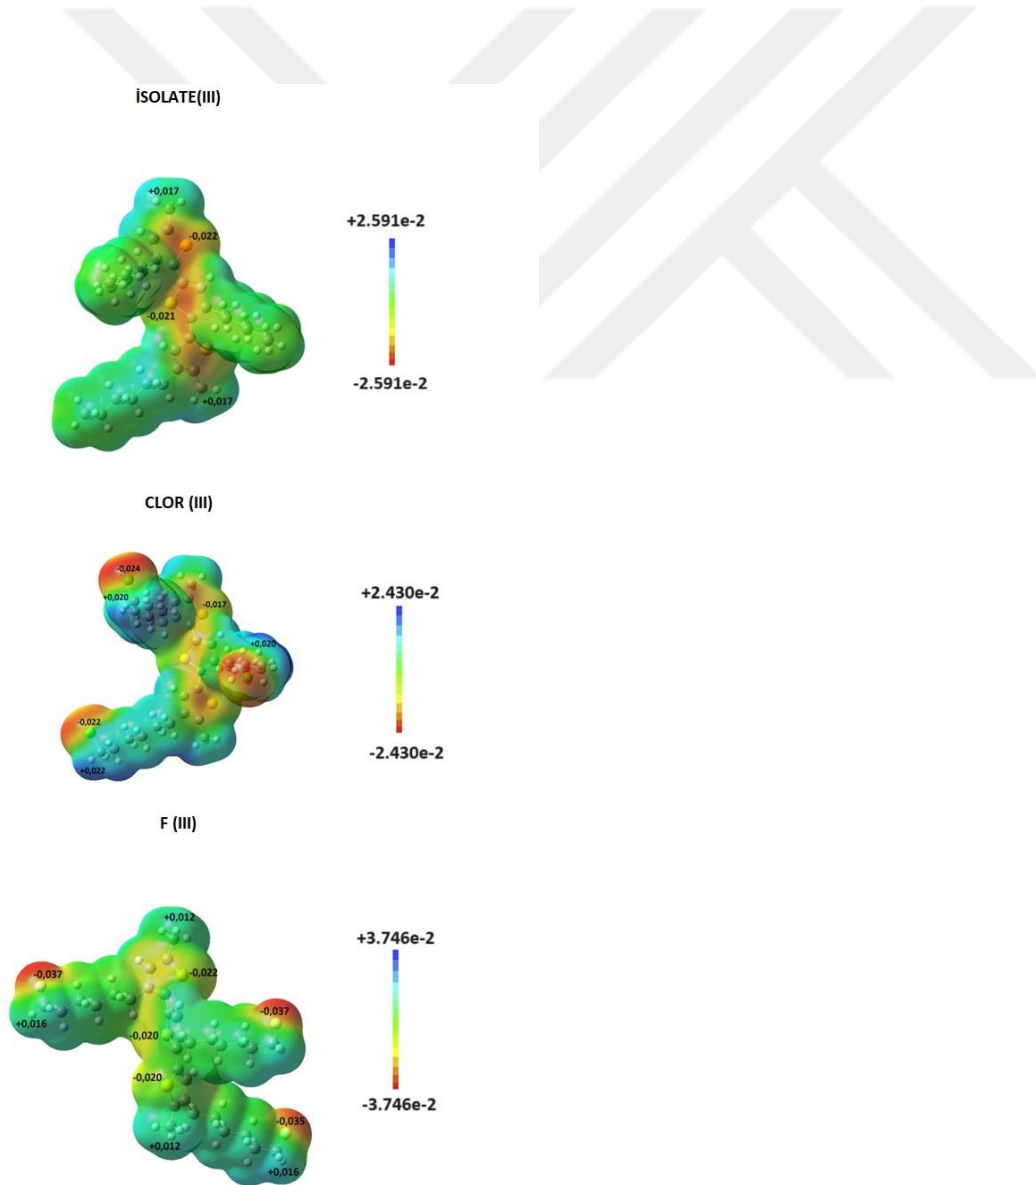 İSOLATE(III)
+0,017
-0,022
-0,021
+0,017
+2.591e-2
-2.591e-2
CLOR (III)
-0,024
+0,020
-0,017
+0,020
-0,022
+0,022
+2.430e-2
-2.430e-2
F (III)
+0,012
-0,037
-0,022
+0,016
-0,037
-0,020
-0,020
-0,035
+0,012
+0,016
+3.746e-2
-3.746e-2